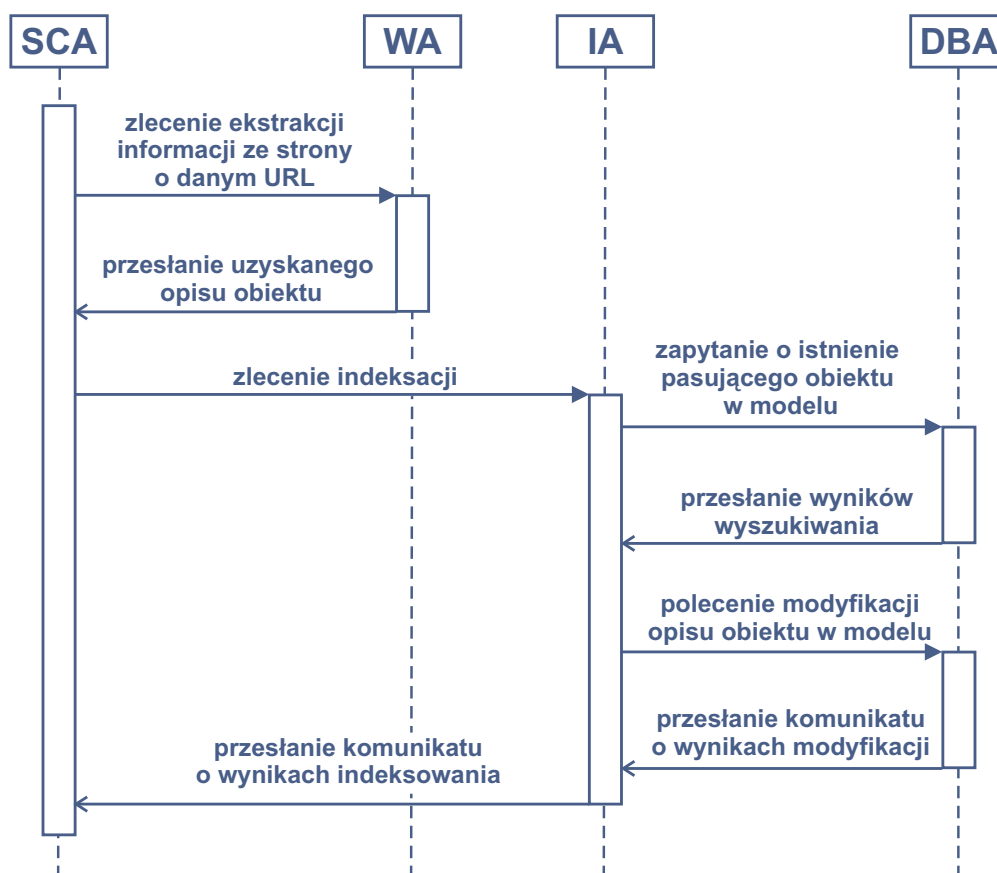 SCA
WA
IA
DBA
zlecenie ekstrakcji
informacji ze strony
o danym URL
przesłanie uzyskanego
opisu obiektu
zlecenie indeksacji
zapytanie o istnienie
pasującego obiektu
w modelu
przesłanie wyników
wyszukiwania
polecenie modyfikacji
opisu obiektu w modelu
przesłanie komunikatu
o wynikach modyfikacji
przesłanie komunikatu
o wynikach indeksowania